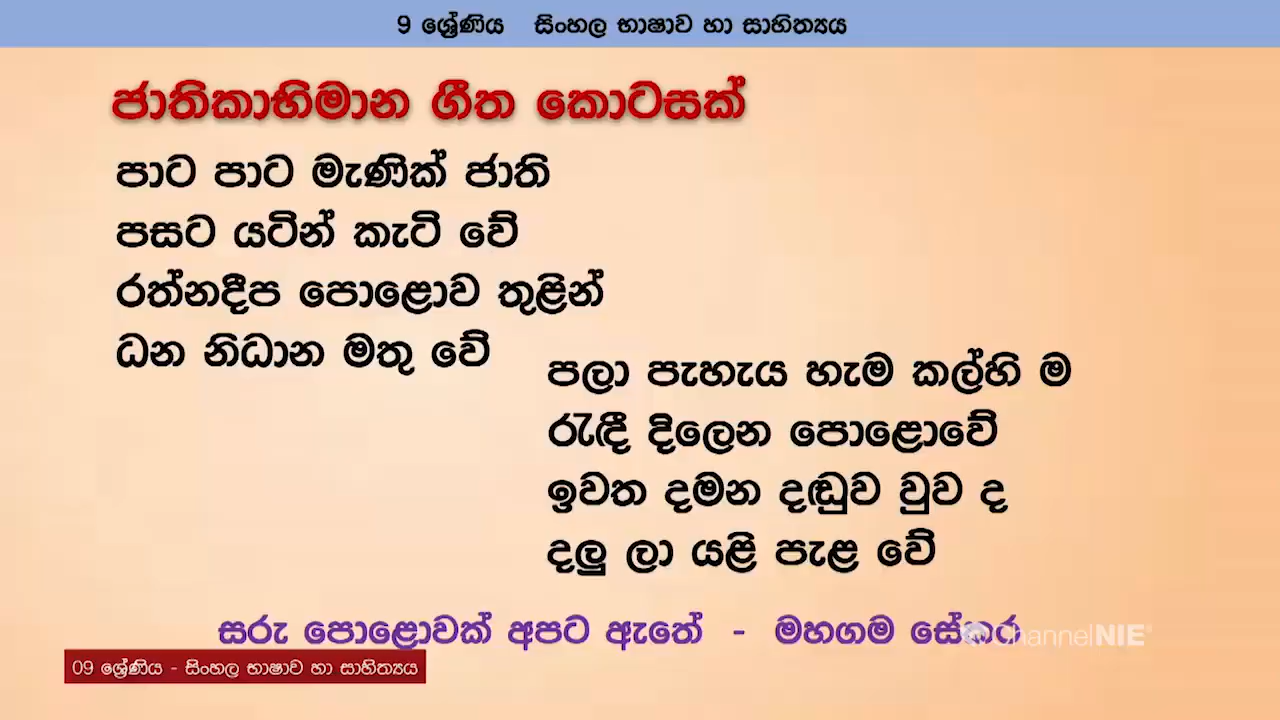 9 ශ්‍රේණිය   සිංහල භාෂාව හා සාහිත්‍යය
ජාතිකාභිමාන ගීත කොටසක්
පාට පාට මැණික් ජාති
පසට යටින් කැටි වේ
රත්නදීප පොළොව තුළින්
ධන නිධාන මතු වේ
පලා පැහැය හැම කල්හි ම
රැඳී දිලෙන පොළොවේ
ඉවත දමන දඬුව වුව ද
දලු ලා යළි පැළ වේ
සරු පොළොවක් අපට ඇතේ - මහගම සේකර
channelNIE
09 ශ්‍රේණිය - සිංහල භාෂාව හා සාහිත්‍යය